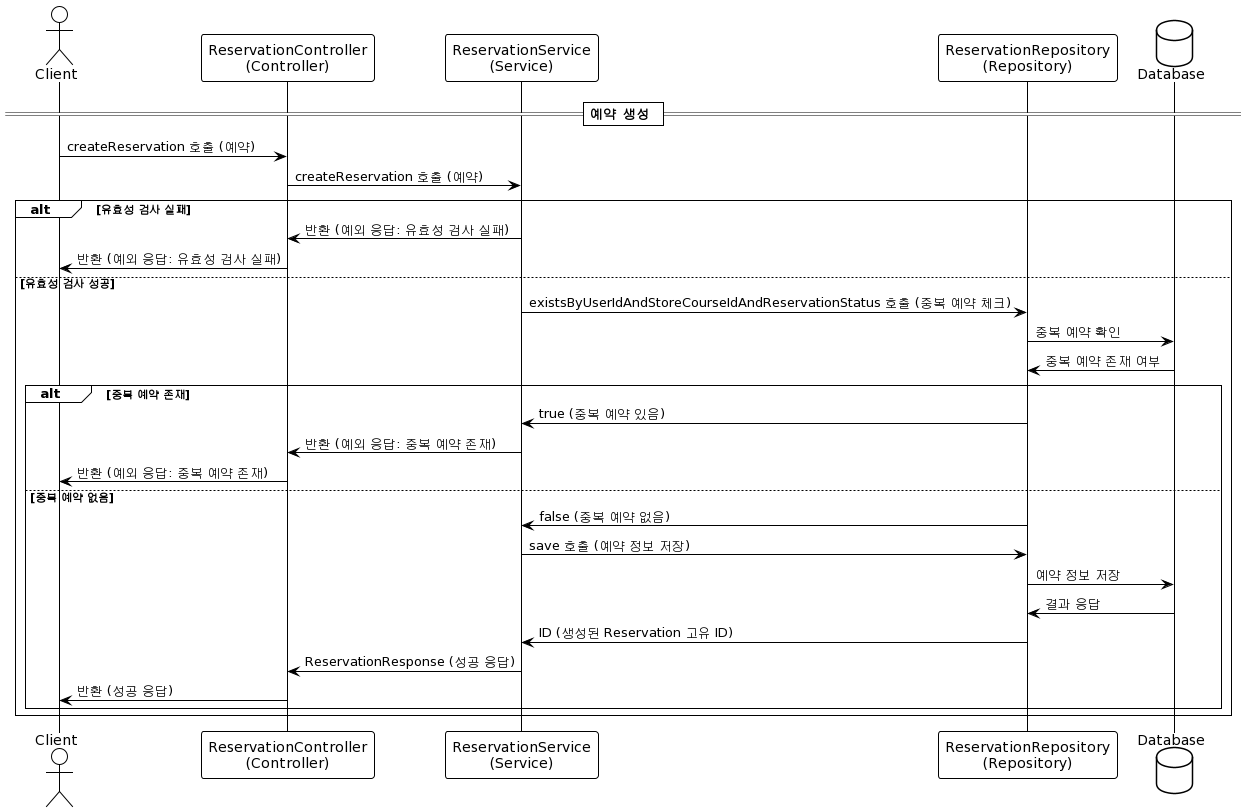 Client
ReservationController
(Controller)
ReservationService
(Service)
ReservationRepository
(Repository)
Database
예약 생성
createReservation 호출 (예약)
createReservation 호출 (예약)
alt [유효성 검사 실패]
반환 (예외 응답: 유효성 검사 실패)
반환 (예외 응답: 유효성 검사 실패)
[유효성 검사 성공]
existsByUserIdAndStoreCourseIdAndReservationStatus 호출 (중복 예약 체크)
중복 예약 확인
중복 예약 존재 여부
alt [중복 예약 존재]
true (중복 예약 있음)
반환 (예외 응답: 중복 예약 존재)
반환 (예외 응답: 중복 예약 존재)
[중복 예약 없음]
false (중복 예약 없음)
save 호출 (예약 정보 저장)
예약 정보 저장
결과 응답
ID (생성된 Reservation 고유 ID)
ReservationResponse (성공 응답)
반환 (성공 응답)
Client
ReservationController
(Controller)
ReservationService
(Service)
ReservationRepository
(Repository)
Database